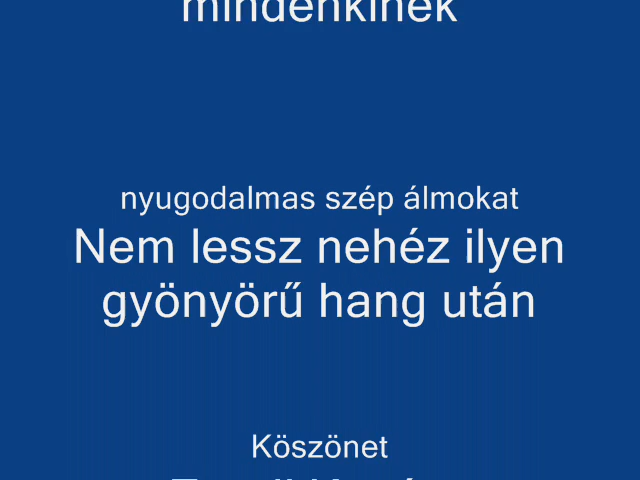 mindenkinek
nyugodalmas szép álmokat
Nem lessz nehéz ilyen
gyönyörű hang után
Köszönet